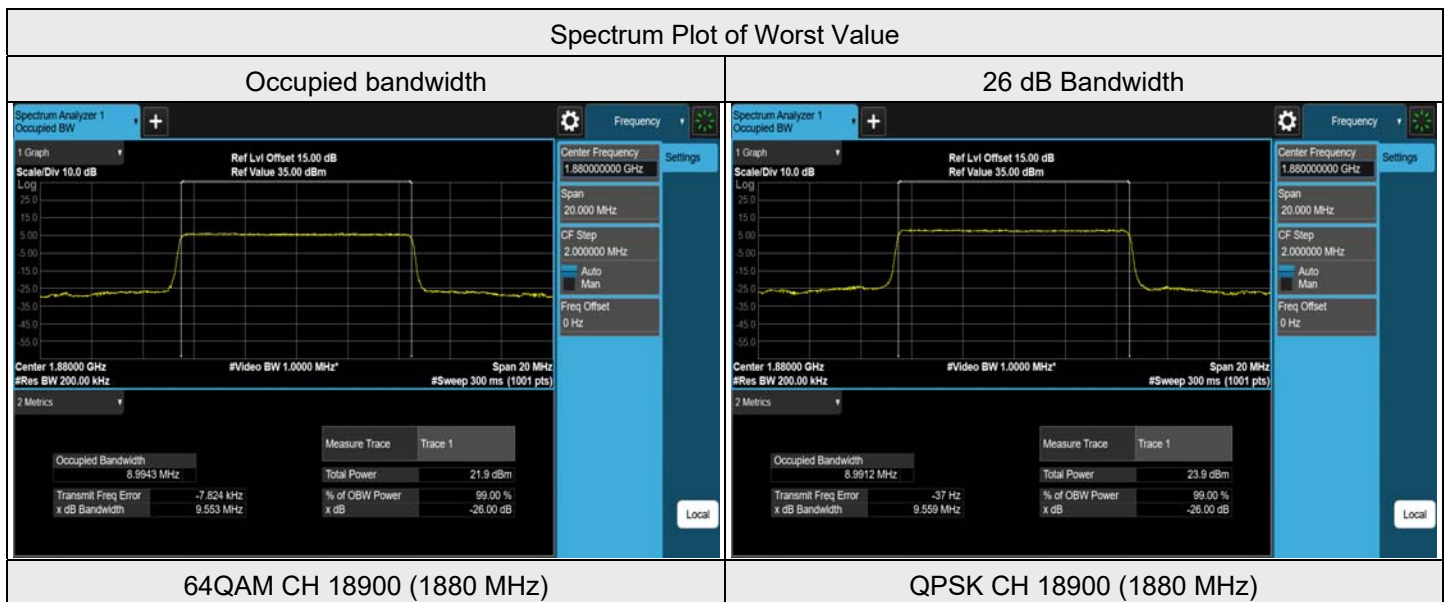 Spectrum Plot of Worst Value
Occupied bandwidth
26 dB Bandwidth
Spectrum Analyzer 1
Occupied BW
+
Frequency
1 Graph
Ref Lvl Offset 15.00 dB
Scale/Div 10.0 dB
Ref Value 35.00 dBm
Log
25.0
15.0
5.00
-5.00
-15.0
-25.0
-35.0
-45.0
-55.0
Center 1.88000 GHz
#Video BW 1.0000 MHz*
Span 20 MHz
#Res BW 200.00 kHz
#Sweep 300 ms (1001 pts)
Center Frequency
1.880000000 GHz
Settings
Span
20.000 MHz
CF Step
2.000000 MHz
Auto
Man
Freq Offset
0 Hz
2 Metrics
Measure Trace Trace 1
Occupied Bandwidth
8.9943 MHz
Total Power 21.9 dBm
Transmit Freq Error -7.824 kHz
% of OBW Power 99.00 %
x dB Bandwidth 9.553 MHz
x dB -26.00 dB
Local
Spectrum Analyzer 1
Occupied BW
+
Frequency
1 Graph
Ref Lvl Offset 15.00 dB
Scale/Div 10.0 dB
Ref Value 35.00 dBm
Log
25.0
15.0
5.00
-5.00
-15.0
-25.0
-35.0
-45.0
-55.0
Center 1.88000 GHz
#Video BW 1.0000 MHz*
Span 20 MHz
#Res BW 200.00 kHz
#Sweep 300 ms (1001 pts)
Center Frequency
1.880000000 GHz
Settings
Span
20.000 MHz
CF Step
2.000000 MHz
Auto
Man
Freq Offset
0 Hz
2 Metrics
Measure Trace Trace 1
Occupied Bandwidth
8.9912 MHz
Total Power 23.9 dBm
Transmit Freq Error -37 Hz
% of OBW Power 99.00 %
x dB Bandwidth 9.559 MHz
x dB -26.00 dB
Local
64QAM CH 18900 (1880 MHz)
QPSK CH 18900 (1880 MHz)